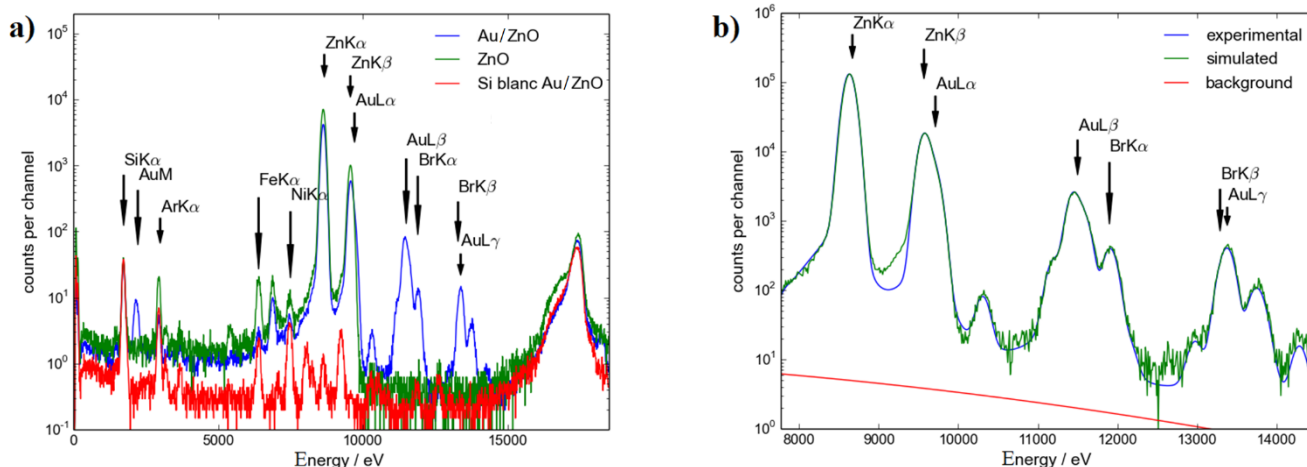 a)
10^5
10^4
10^3
10^2
10^1
10^0
10^-1
counts per channel
0
5000
10000
15000
Energy / eV
SiKα
AuM
ArKα
FeKα
NiKα
ZnKα
ZnKβ
AuLα
AuLβ
BrKα
BrKβ
AuLγ
Au/ZnO
ZnO
Si blanc Au/ZnO
b)
10^6
10^5
10^4
10^3
10^2
10^1
10^0
counts per channel
8000
9000
10000
11000
12000
13000
14000
Energy / eV
ZnKα
ZnKβ
AuLα
AuLβ
BrKα
BrKβ
AuLγ
experimental
simulated
background